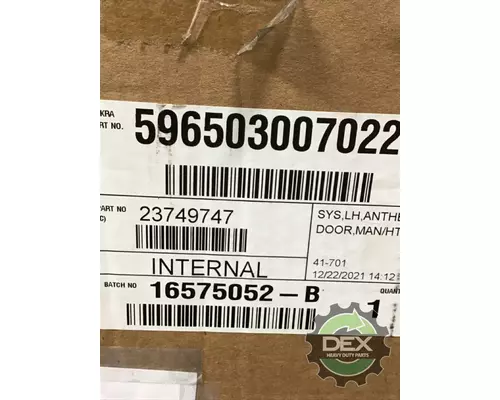 KRA
RT NO.
596503007022
PART NO
C)
23749747
SYS,LH,ANTHE
DOOR,MAN/HT
INTERNAL
41-701
12/22/2021 14:12
BATCH NO
16575052-B
QUANT
1
DEX
HEAVY DUTY PARTS